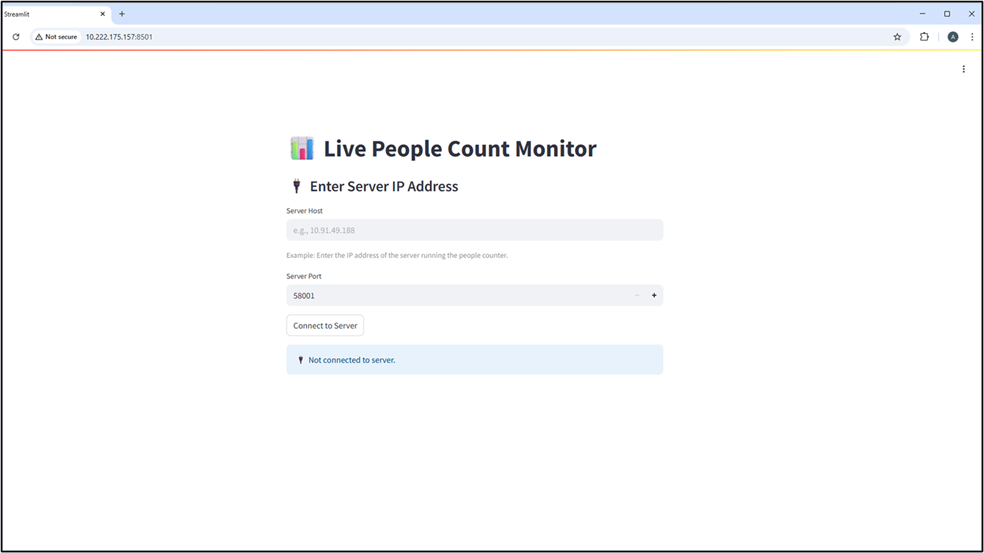 Streamlit
Not secure
10.222.175.157:8501
A
Live People Count Monitor
Enter Server IP Address
Server Host
e.g., 10.91.49.188
Example: Enter the IP address of the server running the people counter.
Server Port
58001
Connect to Server
Not connected to server.